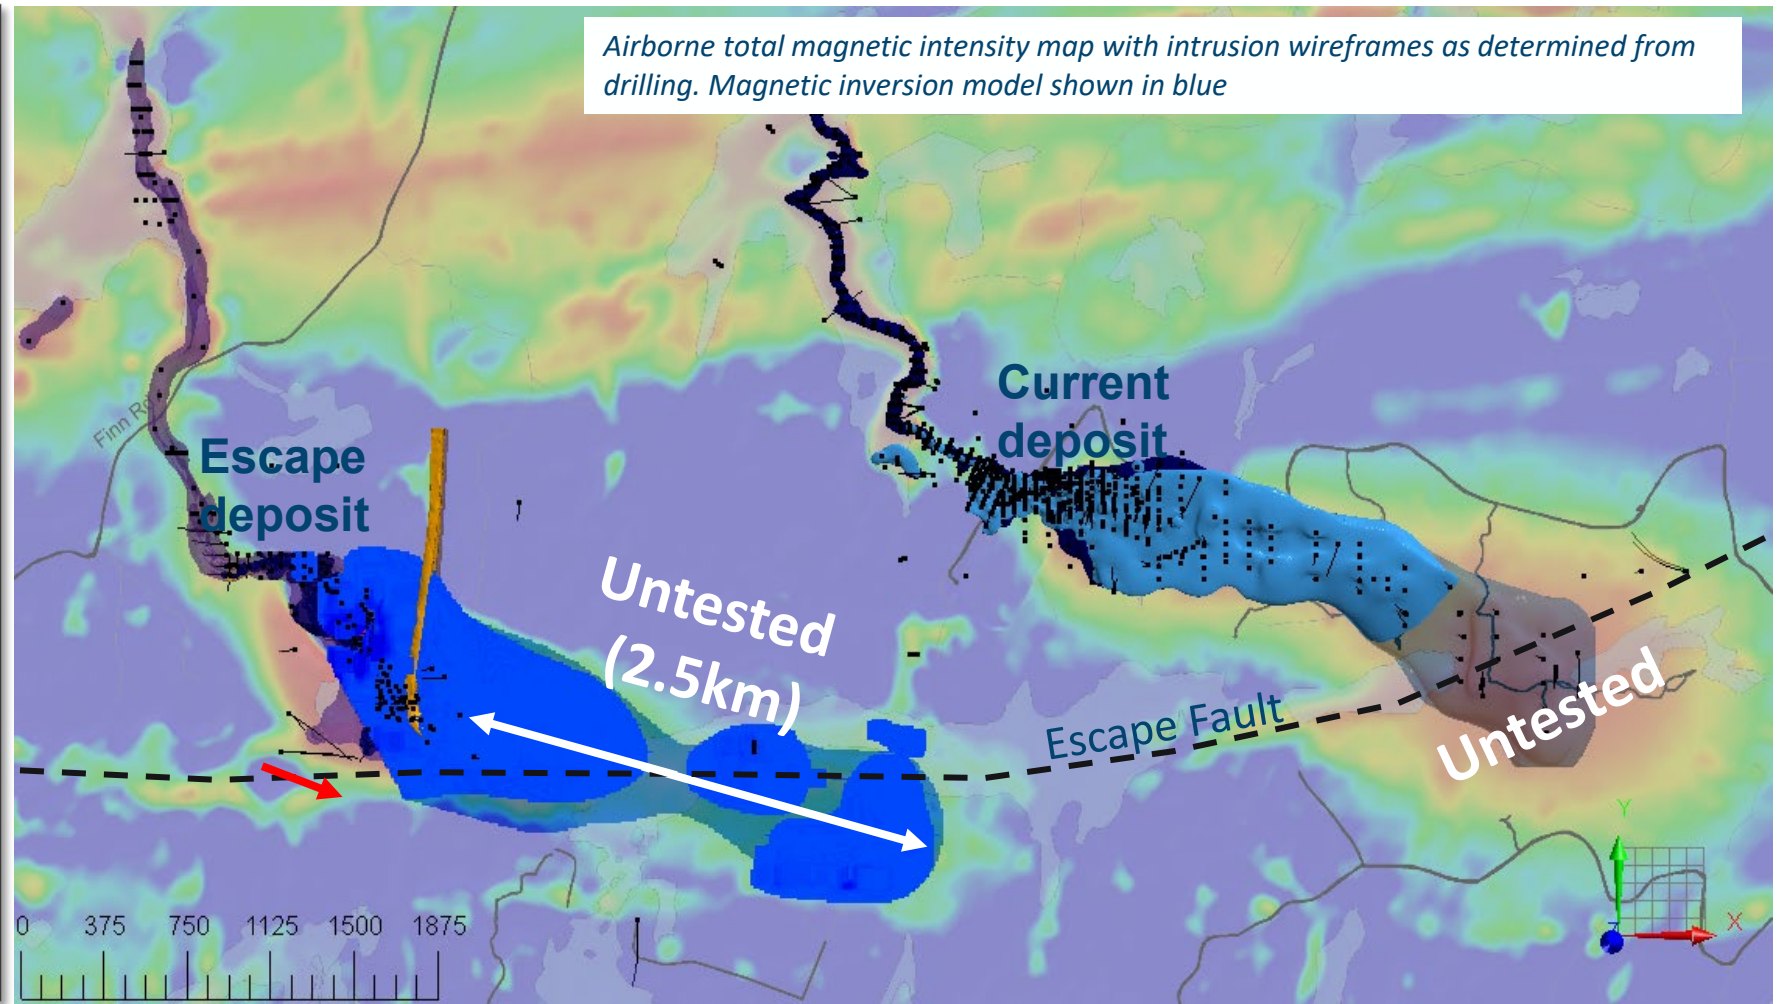 Airborne total magnetic intensity map with intrusion wireframes as determined from
drilling. Magnetic inversion model shown in blue
Current
deposit
Finn Rd
Escape
deposit
Untested
(2.5km)
Escape Fault
Untested
Y
X
0 375 750 1125 1500 1875